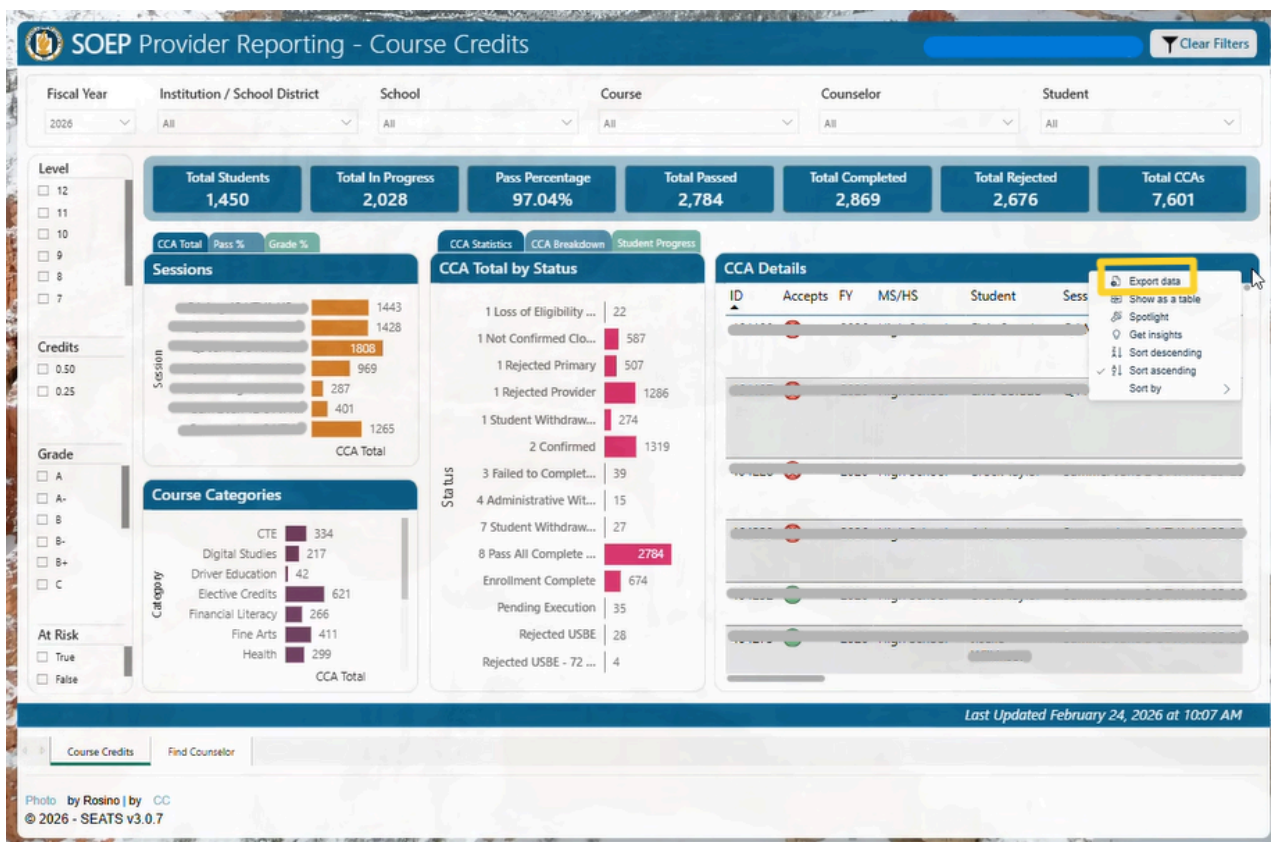 SOEP Provider Reporting - Course Credits
Clear Filters
Fiscal Year Institution / School District School Course Counselor Student
2026 All All All All All
Level
12
11
10
9
8
7
Credits
0.50
0.25
Grade
A
A-
B
B-
B+
C
At Risk
True
False
Total Students Total In Progress Pass Percentage Total Passed Total Completed Total Rejected Total CCAs
1,450 2,028 97.04% 2,784 2,869 2,676 7,601
CCA Total Pass % Grade %
Sessions
Session
1443
1428
1808
969
287
401
1265
CCA Total
Course Categories
Category
CTE 334
Digital Studies 217
Driver Education 42
Elective Credits 621
Financial Literacy 266
Fine Arts 411
Health 299
CCA Total
CCA Statistics CCA Breakdown Student Progress
CCA Total by Status
Status
1 Loss of Eligibility ... 22
1 Not Confirmed Clo... 587
1 Rejected Primary 507
1 Rejected Provider 1286
1 Student Withdraw... 274
2 Confirmed 1319
3 Failed to Complet... 39
4 Administrative Wit... 15
7 Student Withdraw... 27
8 Pass All Complete ... 2784
Enrollment Complete 674
Pending Execution 35
Rejected USBE 28
Rejected USBE - 72 ... 4
CCA Details
ID Accepts FY MS/HS Student Sess
Export data
Show as a table
Spotlight
Get insights
Sort descending
Sort ascending
Sort by
Last Updated February 24, 2026 at 10:07 AM
Course Credits Find Counselor
Photo by Rosino | by CC
© 2026 - SEATS v3.0.7